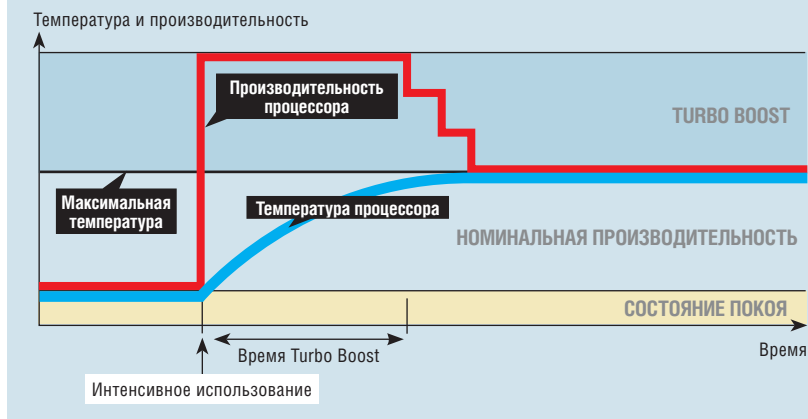 Температура и производительность
Производительность
процессора
TURBO BOOST
Максимальная
температура
Температура процессора
НОМИНАЛЬНАЯ ПРОИЗВОДИТЕЛЬНОСТЬ
СОСТОЯНИЕ ПОКОЯ
Время Turbo Boost
Время
Интенсивное использование